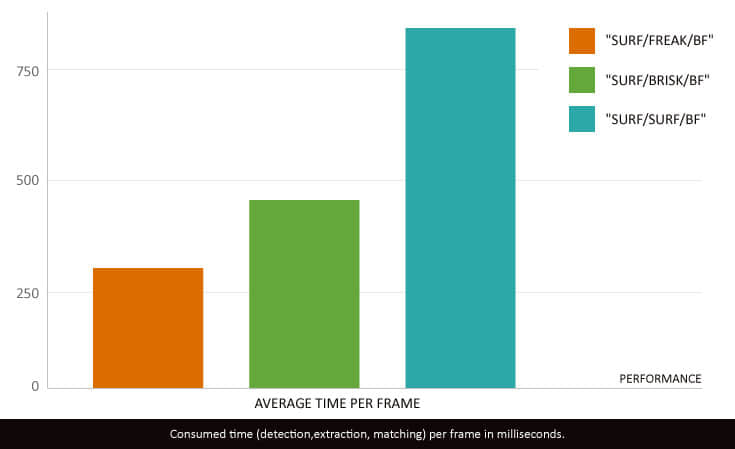 750
500
250
0
"SURF/FREAK/BF"
"SURF/BRISK/BF"
"SURF/SURF/BF"
PERFORMANCE
AVERAGE TIME PER FRAME
Consumed time (detection,extraction, matching) per frame in milliseconds.